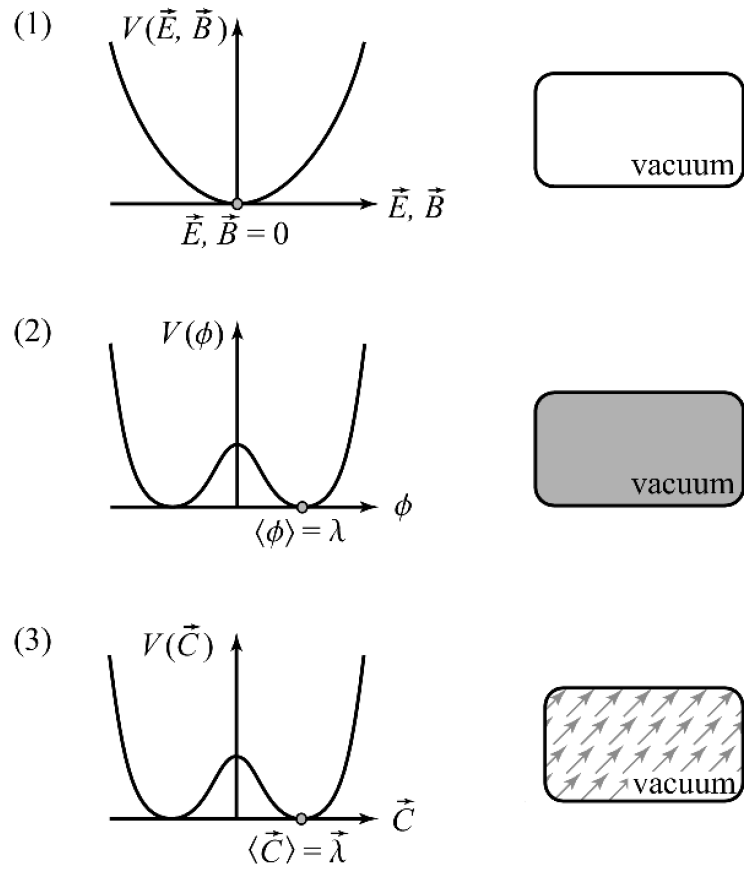 (1)
V(E⃗, B⃗)
E⃗, B⃗
E⃗, B⃗ = 0
vacuum
(2)
V(ϕ)
ϕ
⟨ϕ⟩ = λ
vacuum
(3)
V(C⃗)
C⃗
⟨C⃗⟩ = λ⃗
vacuum